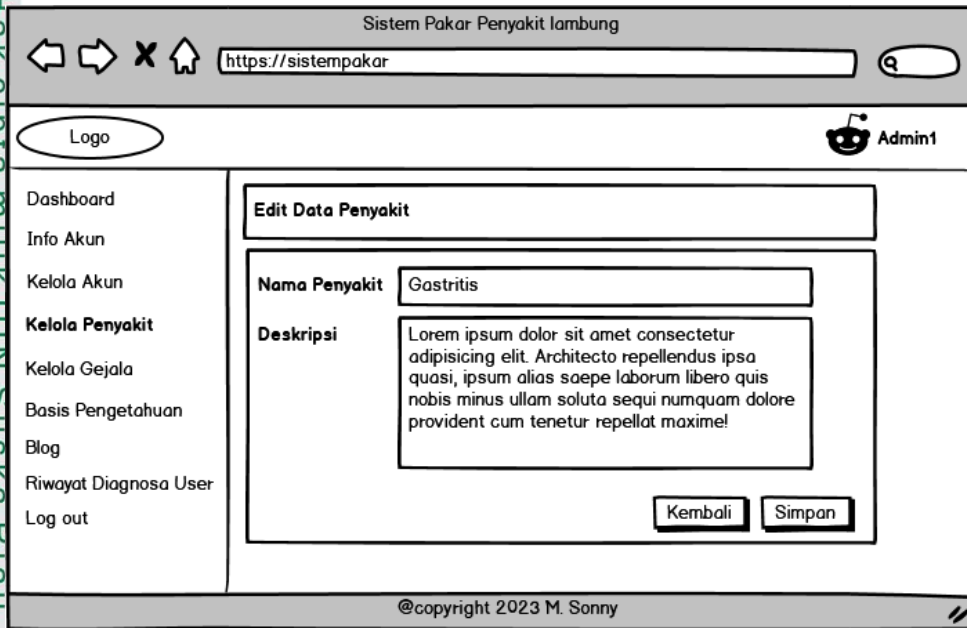 Sistem Pakar Penyakit lambung
https://sistempakar
Logo
Admin1
Dashboard
Info Akun
Kelola Akun
Kelola Penyakit
Kelola Gejala
Basis Pengetahuan
Blog
Riwayat Diagnosa User
Log out
Edit Data Penyakit
Nama Penyakit
Gastritis
Deskripsi
Lorem ipsum dolor sit amet consectetur
adipisicing elit. Architecto repellendus ipsa
quasi, ipsum alias saepe laborum libero quis
nobis minus ullam soluta sequi numquam dolore
provident cum tenetur repellat maxime!
Kembali
Simpan
@copyright 2023 M. Sonny